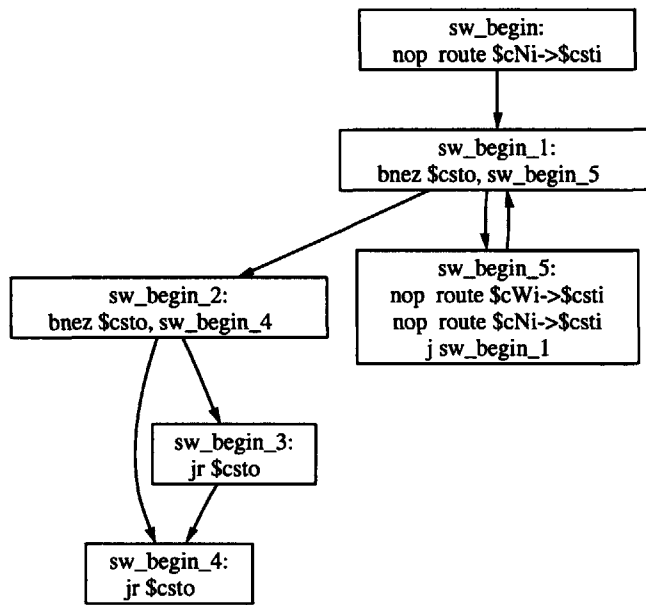 sw_begin:
nop route $cNi->$csti
sw_begin_1:
bnez $csto, sw_begin_5
sw_begin_5:
nop route $cWi->$csti
nop route $cNi->$csti
j sw_begin_1
sw_begin_2:
bnez $csto, sw_begin_4
sw_begin_3:
jr $csto
sw_begin_4:
jr $csto